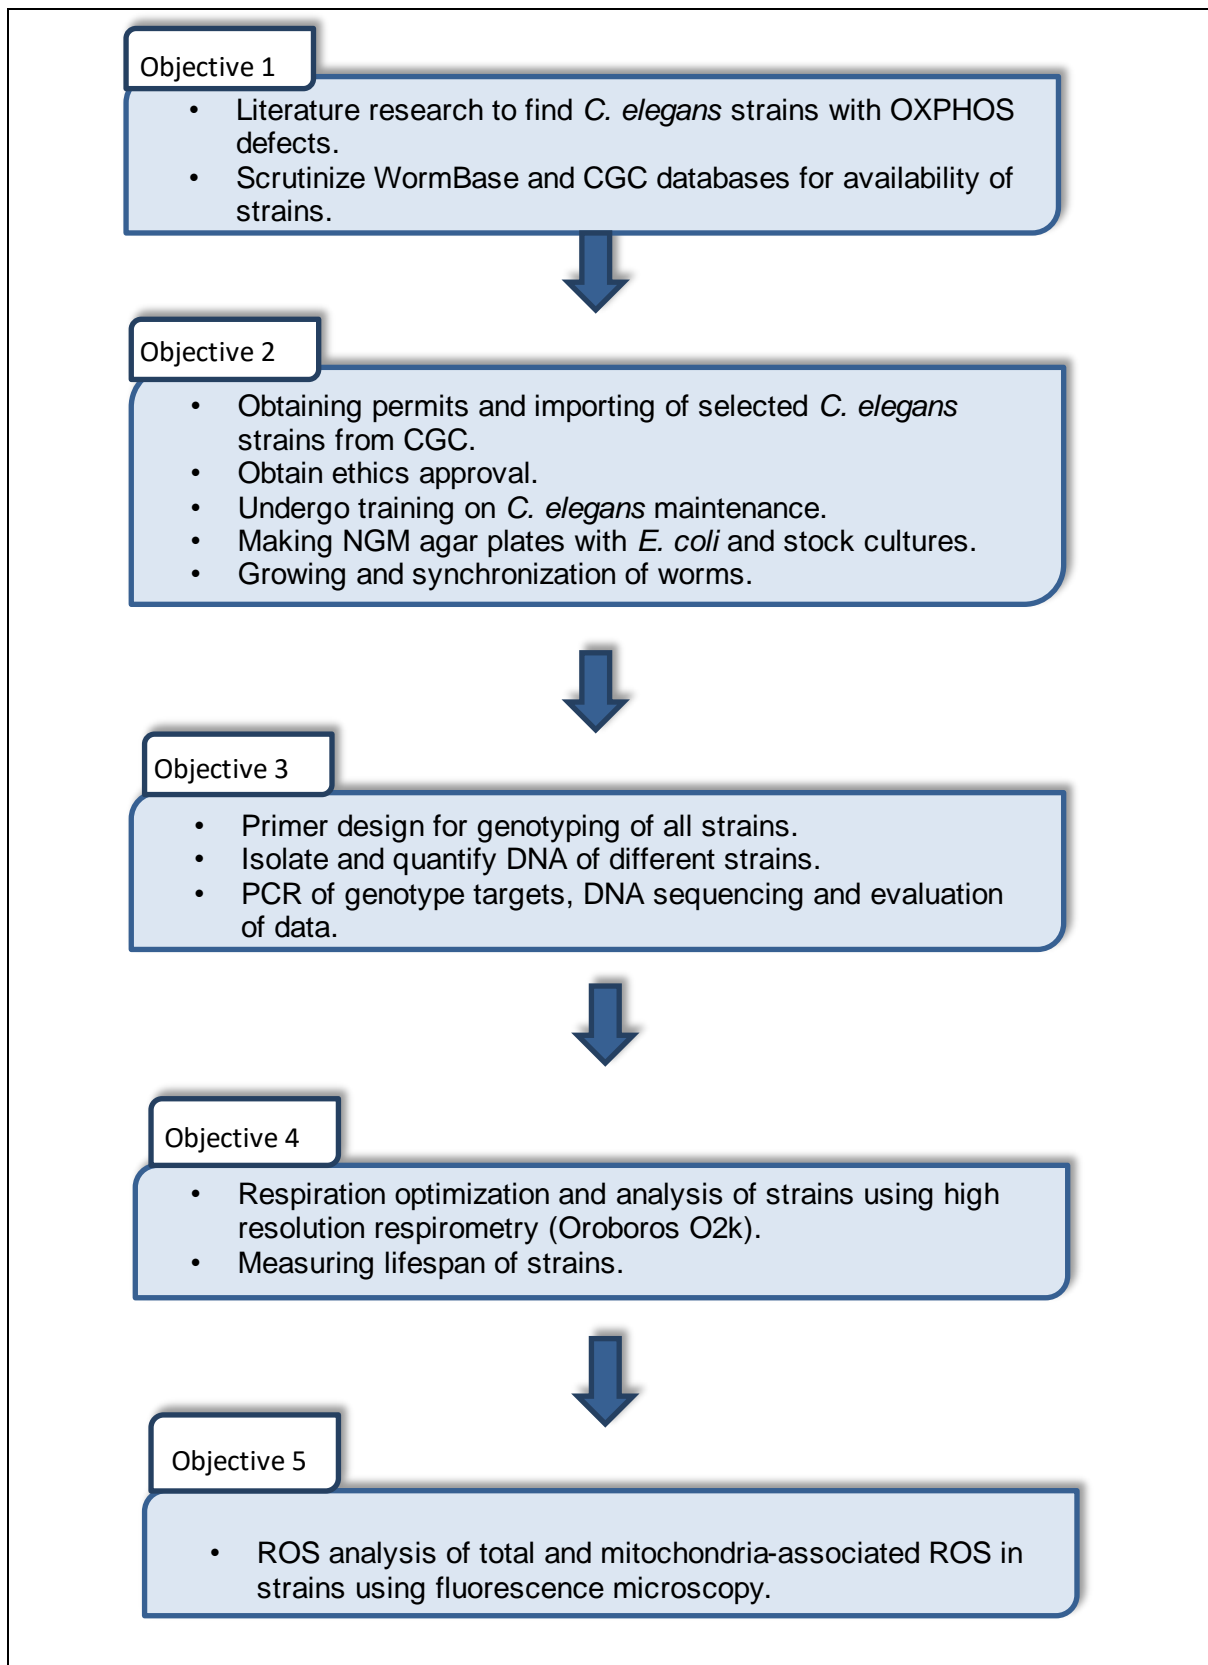 Objective 1
• Literature research to find C. elegans strains with OXPHOS
defects.
• Scrutinize WormBase and CGC databases for availability of
strains.
Objective 2
• Obtaining permits and importing of selected C. elegans
strains from CGC.
• Obtain ethics approval.
• Undergo training on C. elegans maintenance.
• Making NGM agar plates with E. coli and stock cultures.
• Growing and synchronization of worms.
Objective 3
• Primer design for genotyping of all strains.
• Isolate and quantify DNA of different strains.
• PCR of genotype targets, DNA sequencing and evaluation
of data.
Objective 4
• Respiration optimization and analysis of strains using high
resolution respirometry (Oroboros O2k).
• Measuring lifespan of strains.
Objective 5
• ROS analysis of total and mitochondria-associated ROS in
strains using fluorescence microscopy.